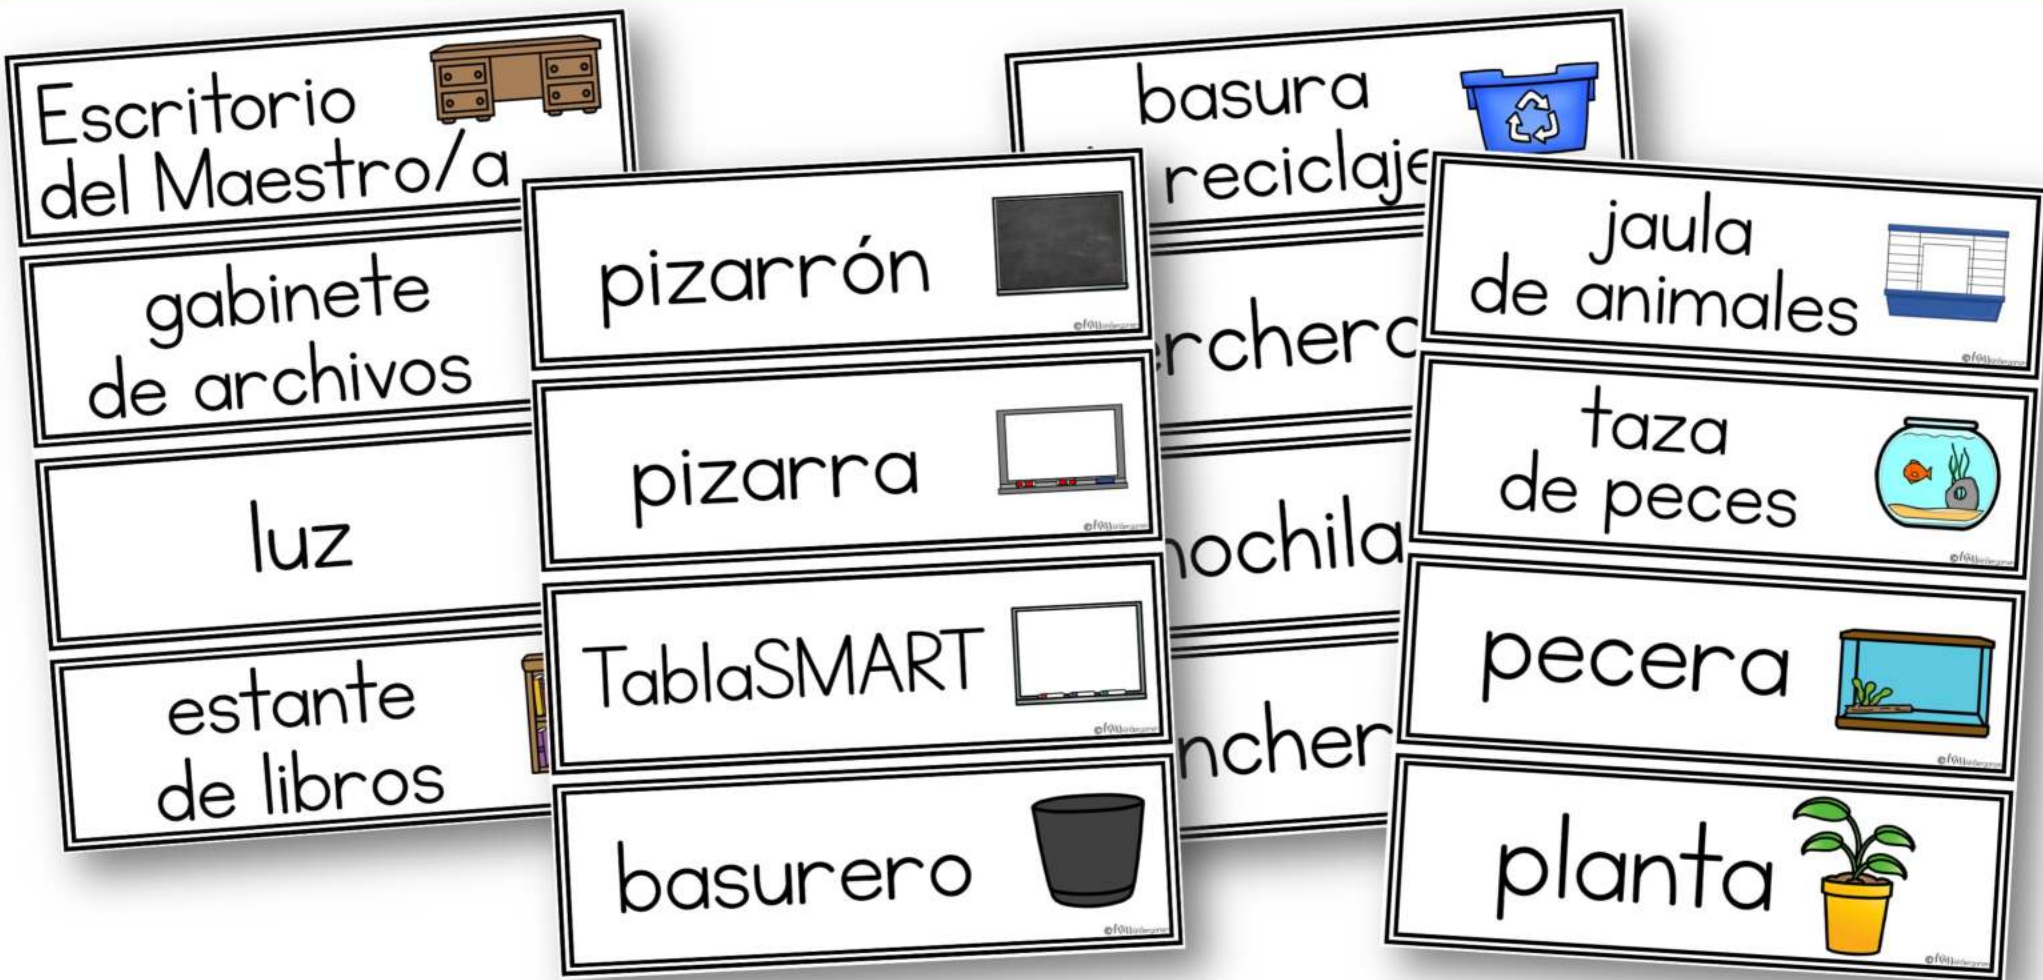 Escritorio
del Maestro/a
gabinete
de archivos
luz
estante
de libros
pizarrón
pizarra
TablaSMART
basurero
basura
reciclaje
rchero
ochila
ncher
jaula
de animales
taza
de peces
pecera
planta